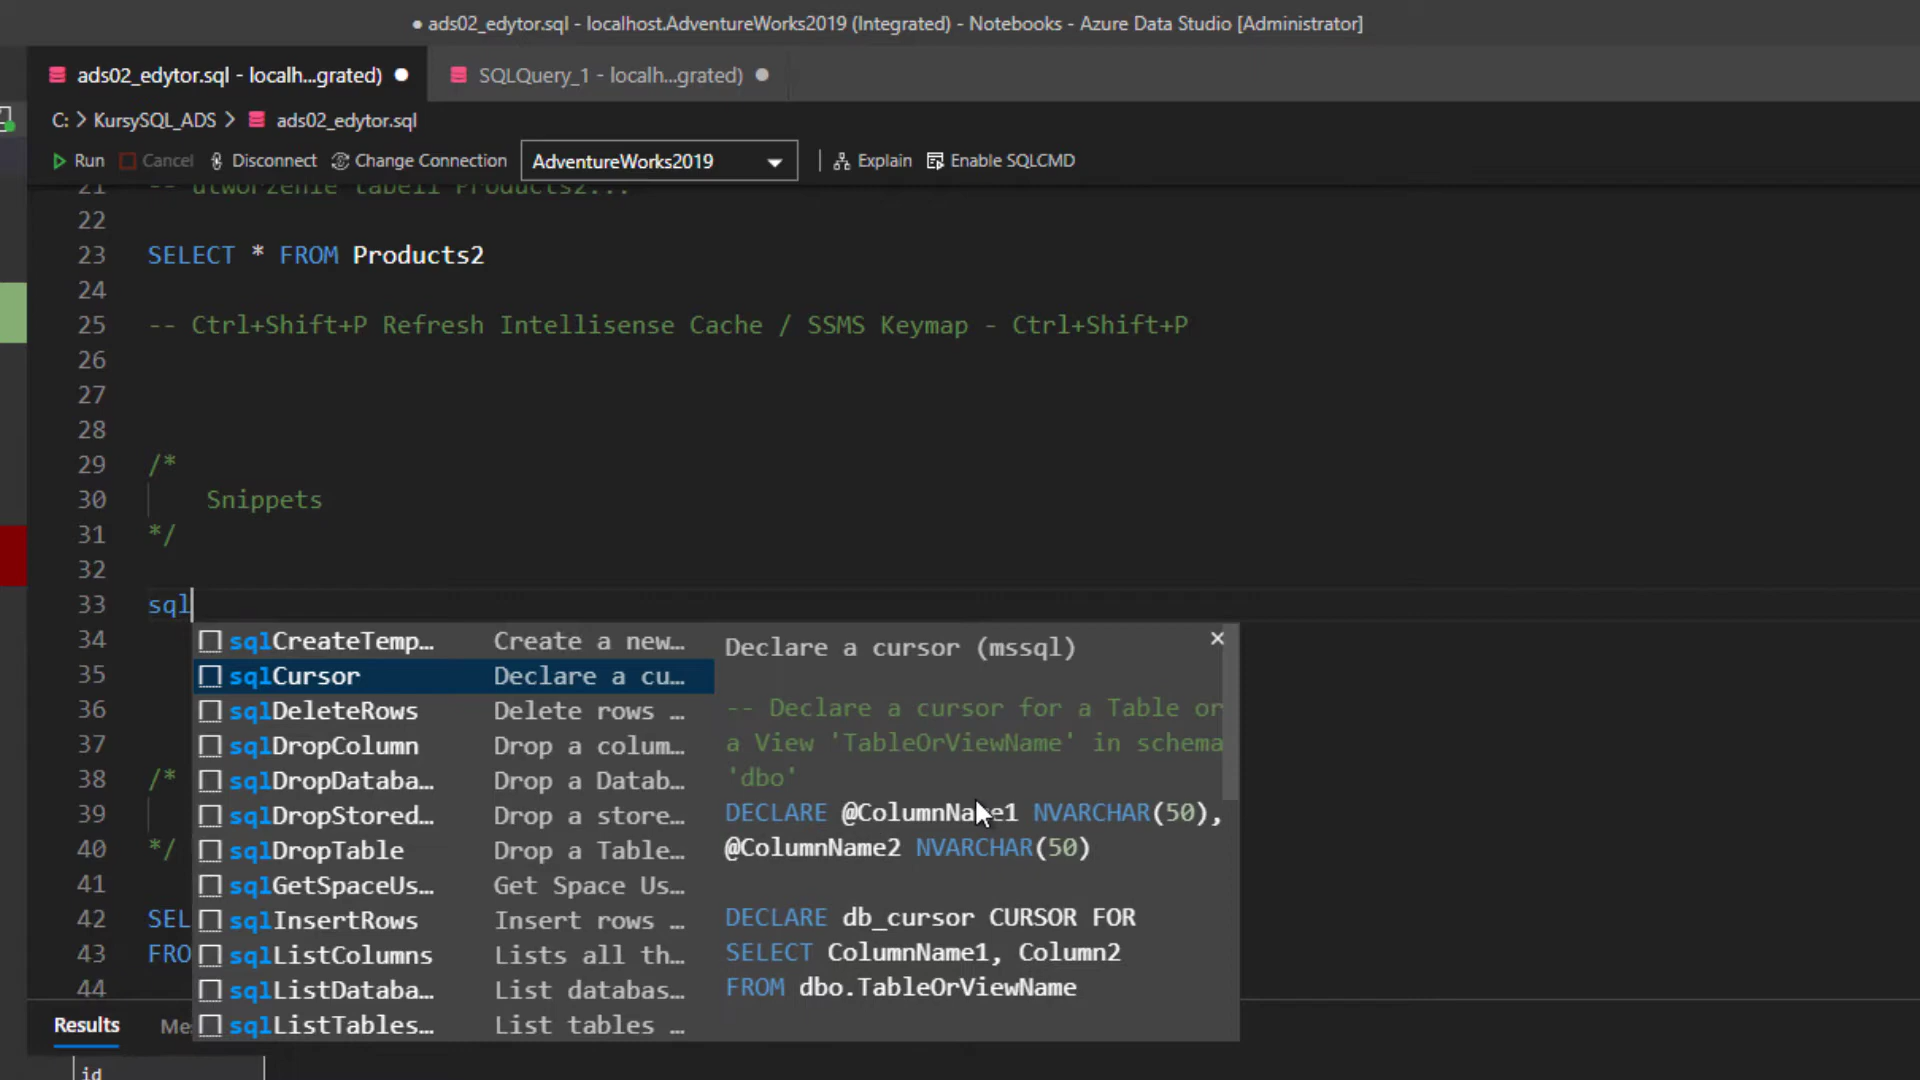 ● ads02_edytor.sql - localhost.AdventureWorks2019 (Integrated) - Notebooks - Azure Data Studio [Administrator]
ads02_edytor.sql - localh...grated) ●
SQLQuery_1 - localh...grated) ●
C: > KursySQL_ADS > ads02_edytor.sql
Run Cancel Disconnect Change Connection AdventureWorks2019 Explain Enable SQLCMD
21 -- utworzenie tabeli Products2...
22
23 SELECT * FROM Products2
24
25 -- Ctrl+Shift+P Refresh Intellisense Cache / SSMS Keymap - Ctrl+Shift+P
26
27
28
29 /*
30 Snippets
31 */
32
33 sql
34
35
36
37
38 /*
39
40 */
41
42 SEL
43 FRO
44
sqlCreateTemp… Create a new…
sqlCursor Declare a cu…
sqlDeleteRows Delete rows …
sqlDropColumn Drop a colum…
sqlDropDataba… Drop a Datab…
sqlDropStored… Drop a store…
sqlDropTable Drop a Table…
sqlGetSpaceUs… Get Space Us…
sqlInsertRows Insert rows …
sqlListColumns Lists all th…
sqlListDataba… List databas…
sqlListTables… List tables …
Declare a cursor (mssql)
-- Declare a cursor for a Table or
a View 'TableOrViewName' in schema
'dbo'
DECLARE @ColumnName1 NVARCHAR(50),
@ColumnName2 NVARCHAR(50)
DECLARE db_cursor CURSOR FOR
SELECT ColumnName1, Column2
FROM dbo.TableOrViewName
Results Me
id